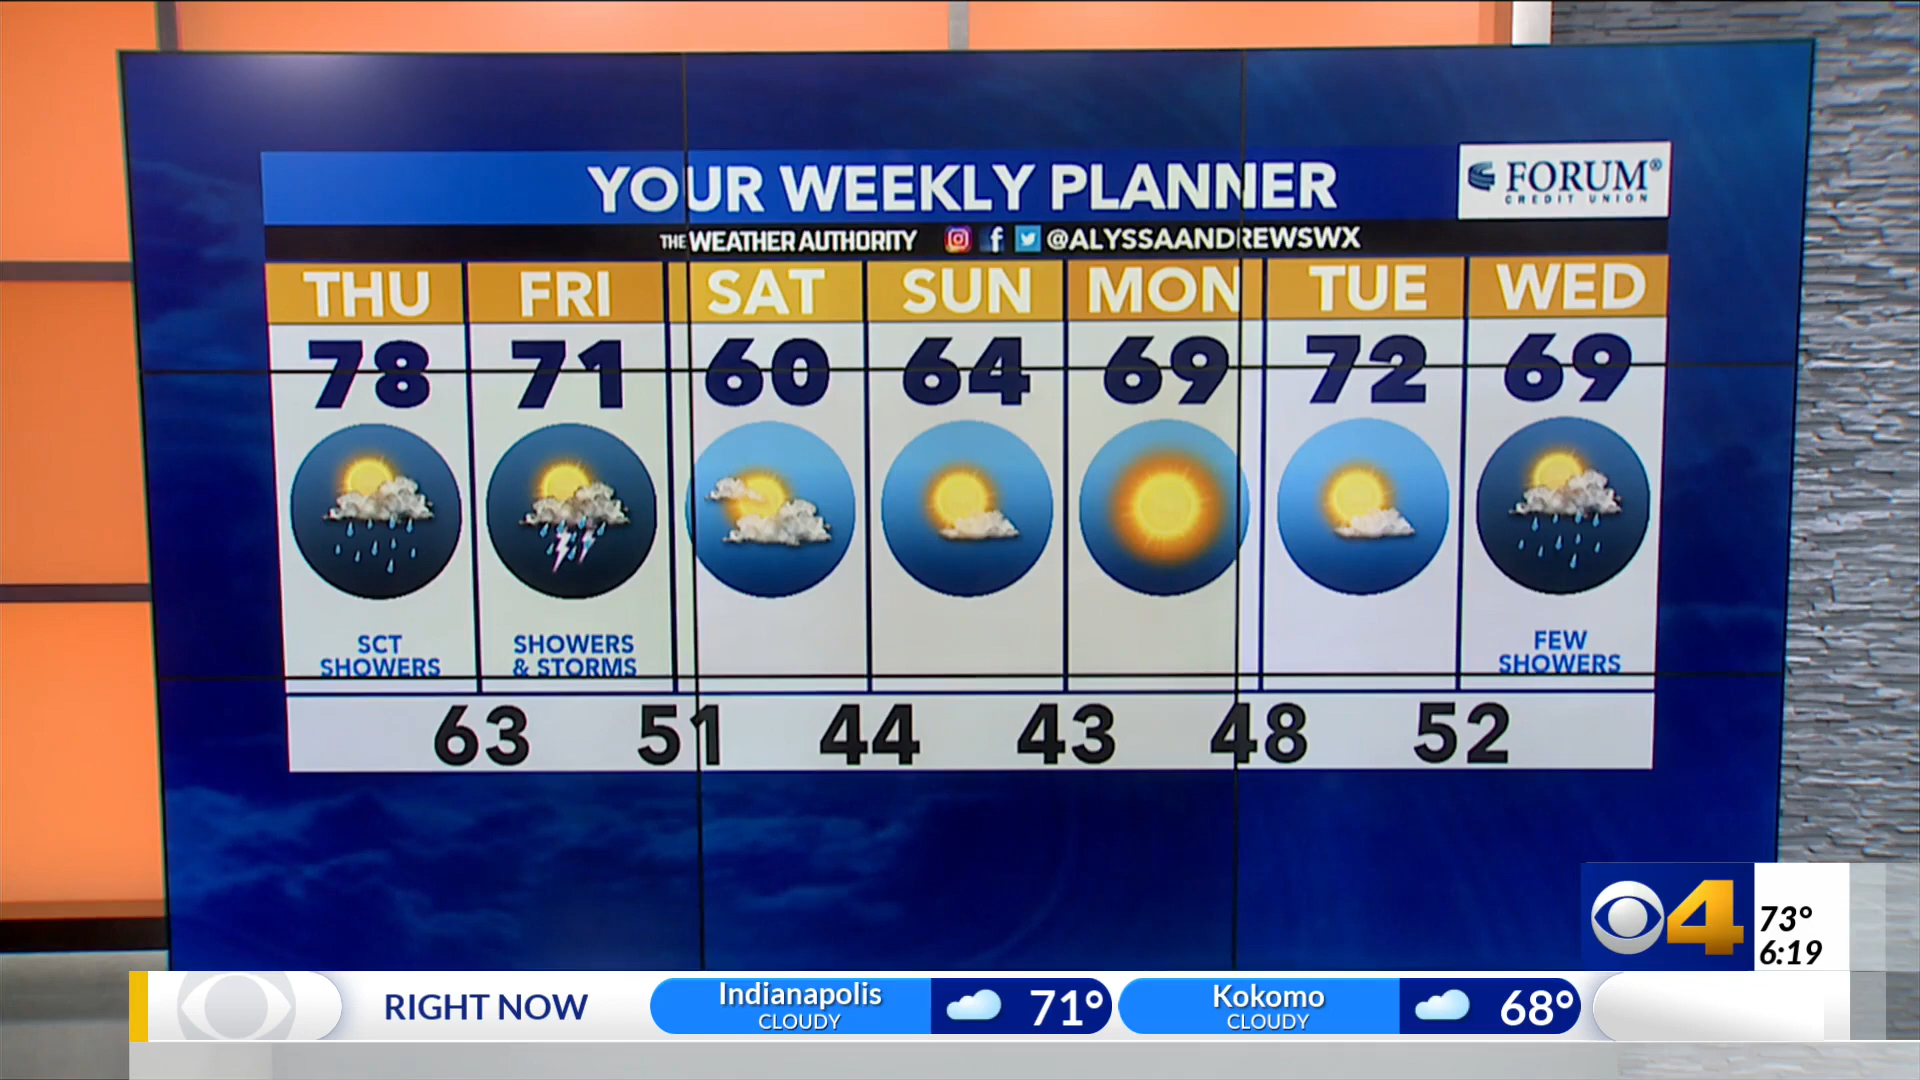 YOUR WEEKLY PLANNER
FORUM®
CREDIT UNION
THE WEATHER AUTHORITY @ALYSSAANDREWSWX
THU FRI SAT SUN MON TUE WED
78 71 60 64 69 72 69
SCT
SHOWERS
SHOWERS
& STORMS
FEW
SHOWERS
63 51 44 43 48 52
4
73°
6:19
RIGHT NOW
Indianapolis
CLOUDY
71°
Kokomo
CLOUDY
68°